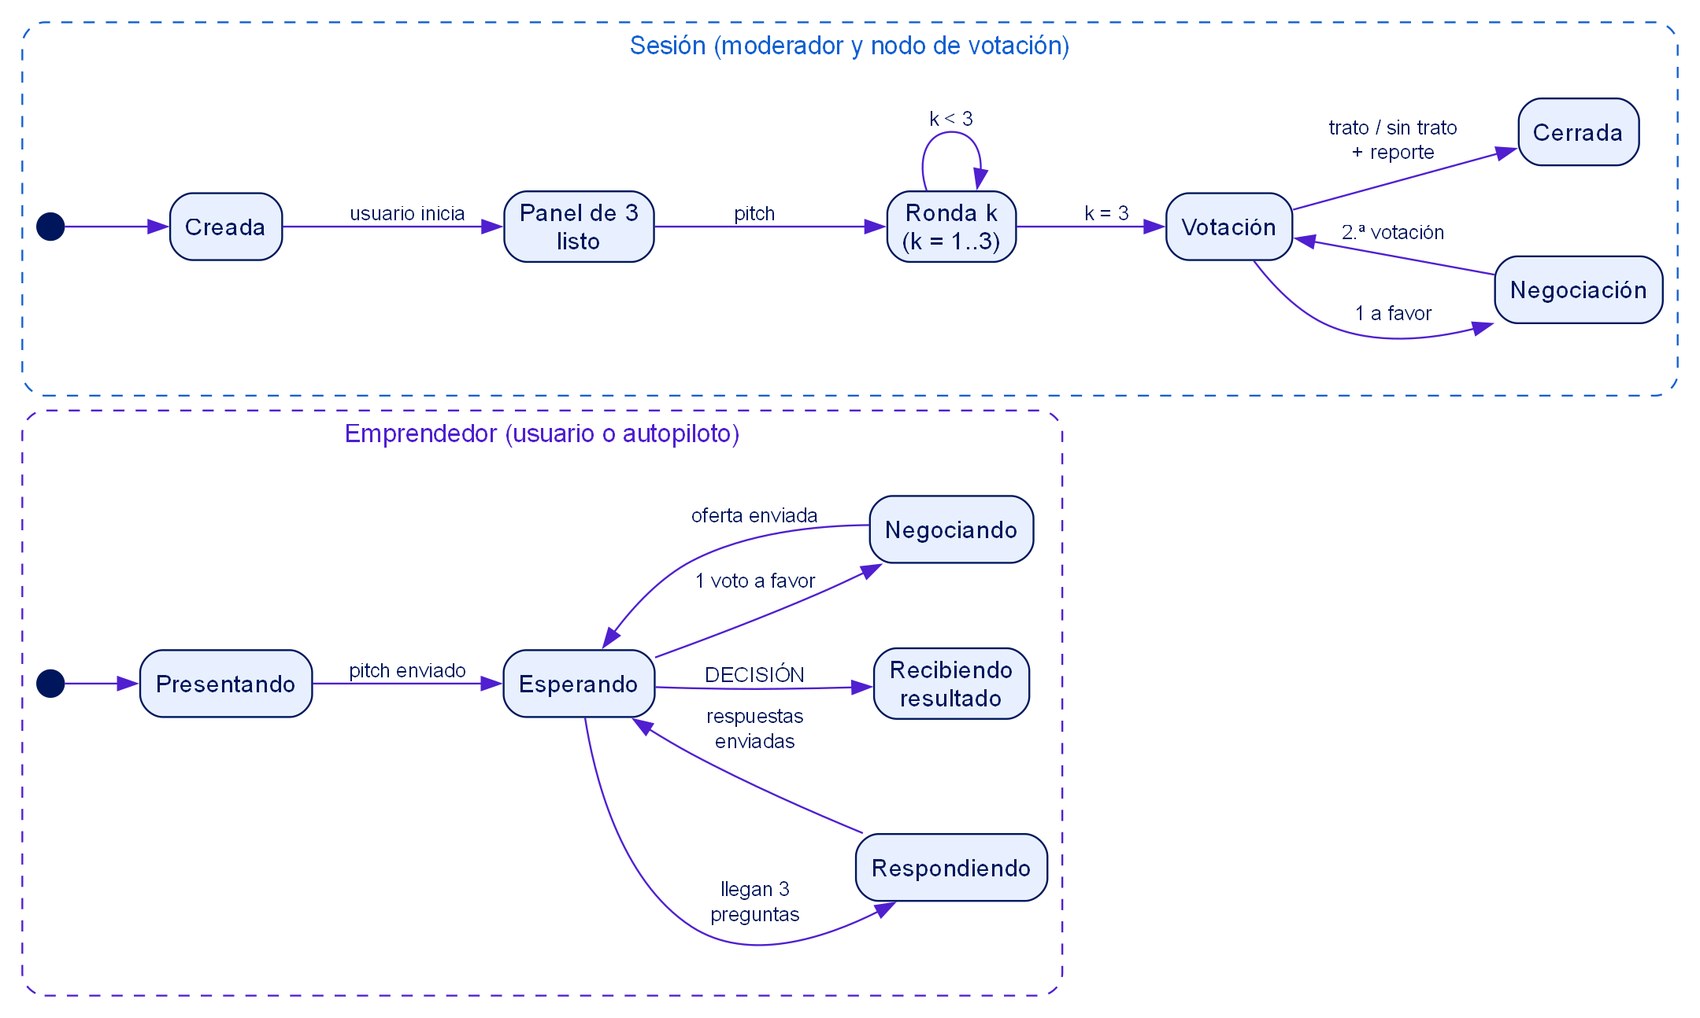 Sesión (moderador y nodo de votación)
k < 3
trato / sin trato
+ reporte
Cerrada
Creada
usuario inicia
Panel de 3
listo
pitch
Ronda k
(k = 1..3)
k = 3
Votación
2.ª votación
Negociación
1 a favor
Emprendedor (usuario o autopiloto)
oferta enviada
Negociando
1 voto a favor
Presentando
pitch enviado
Esperando
DECISIÓN
Recibiendo
resultado
respuestas
enviadas
Respondiendo
llegan 3
preguntas